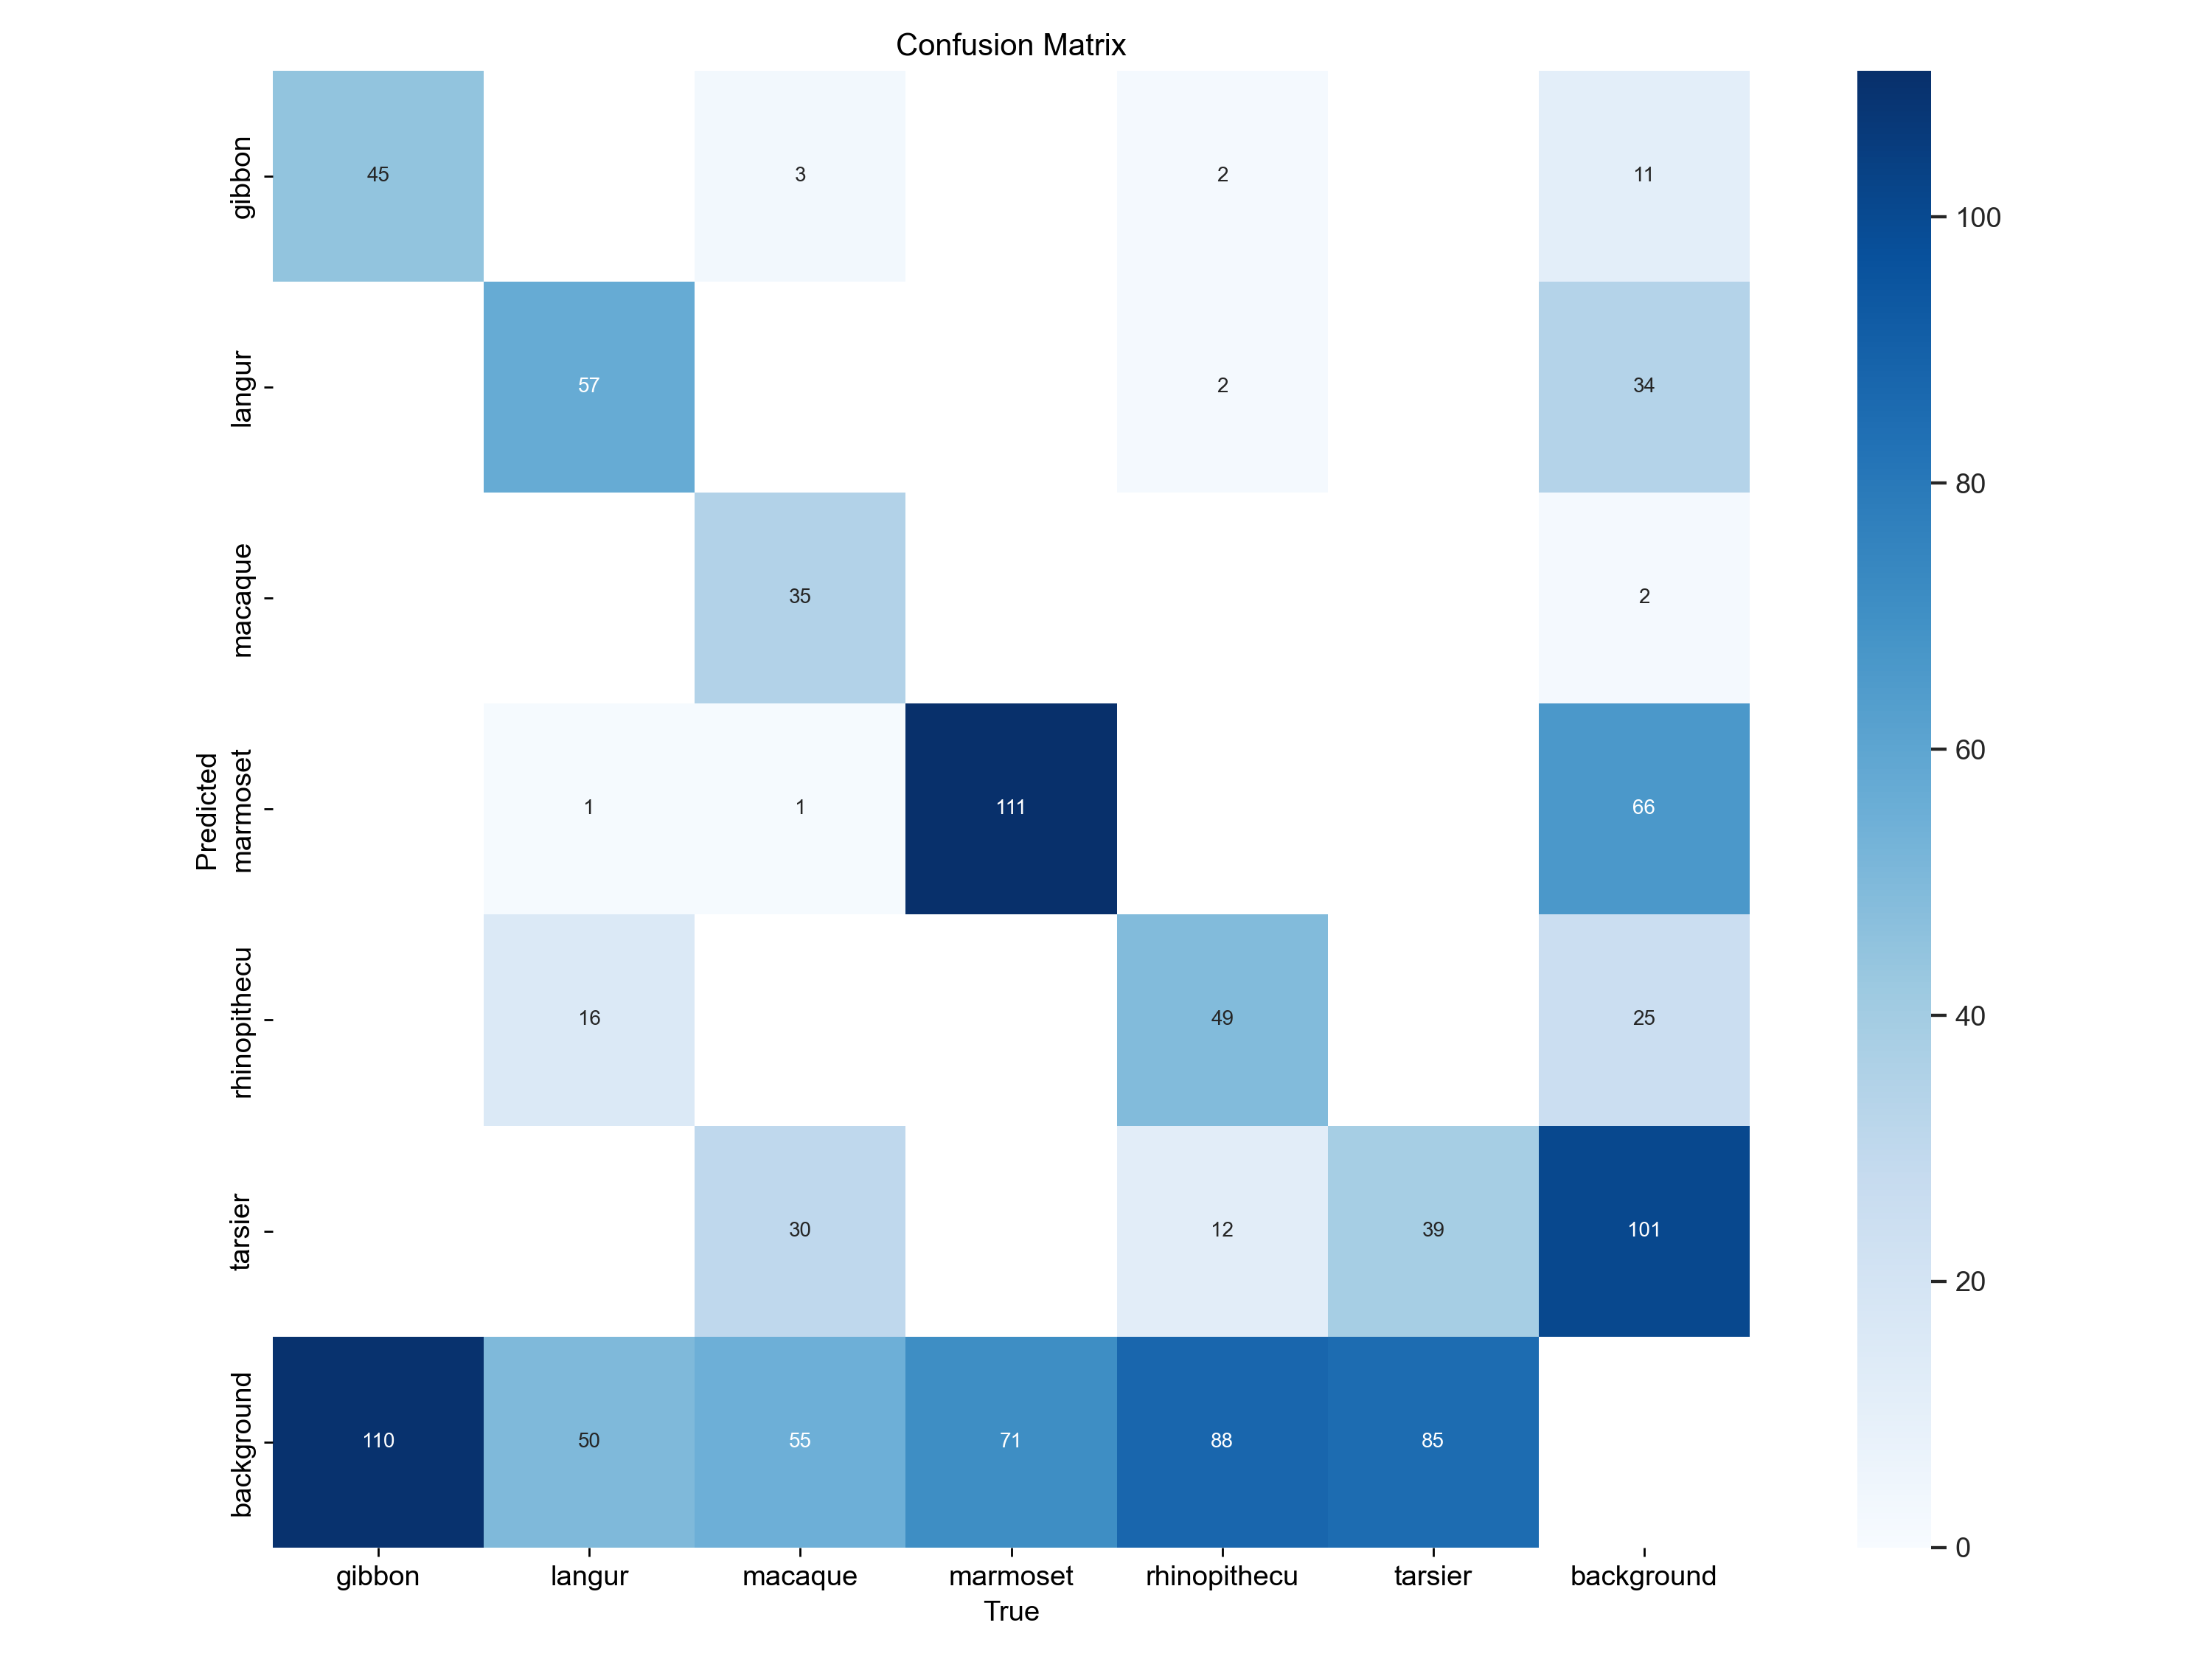 Confusion Matrix
gibbon 45 3 2 11
langur 57 2 34
macaque 35 2
marmoset 1 1 111 66
rhinopithecu 16 49 25
tarsier 30 12 39 101
background 110 50 55 71 88 85
Predicted
gibbon langur macaque marmoset rhinopithecu tarsier background
True
100
80
60
40
20
0